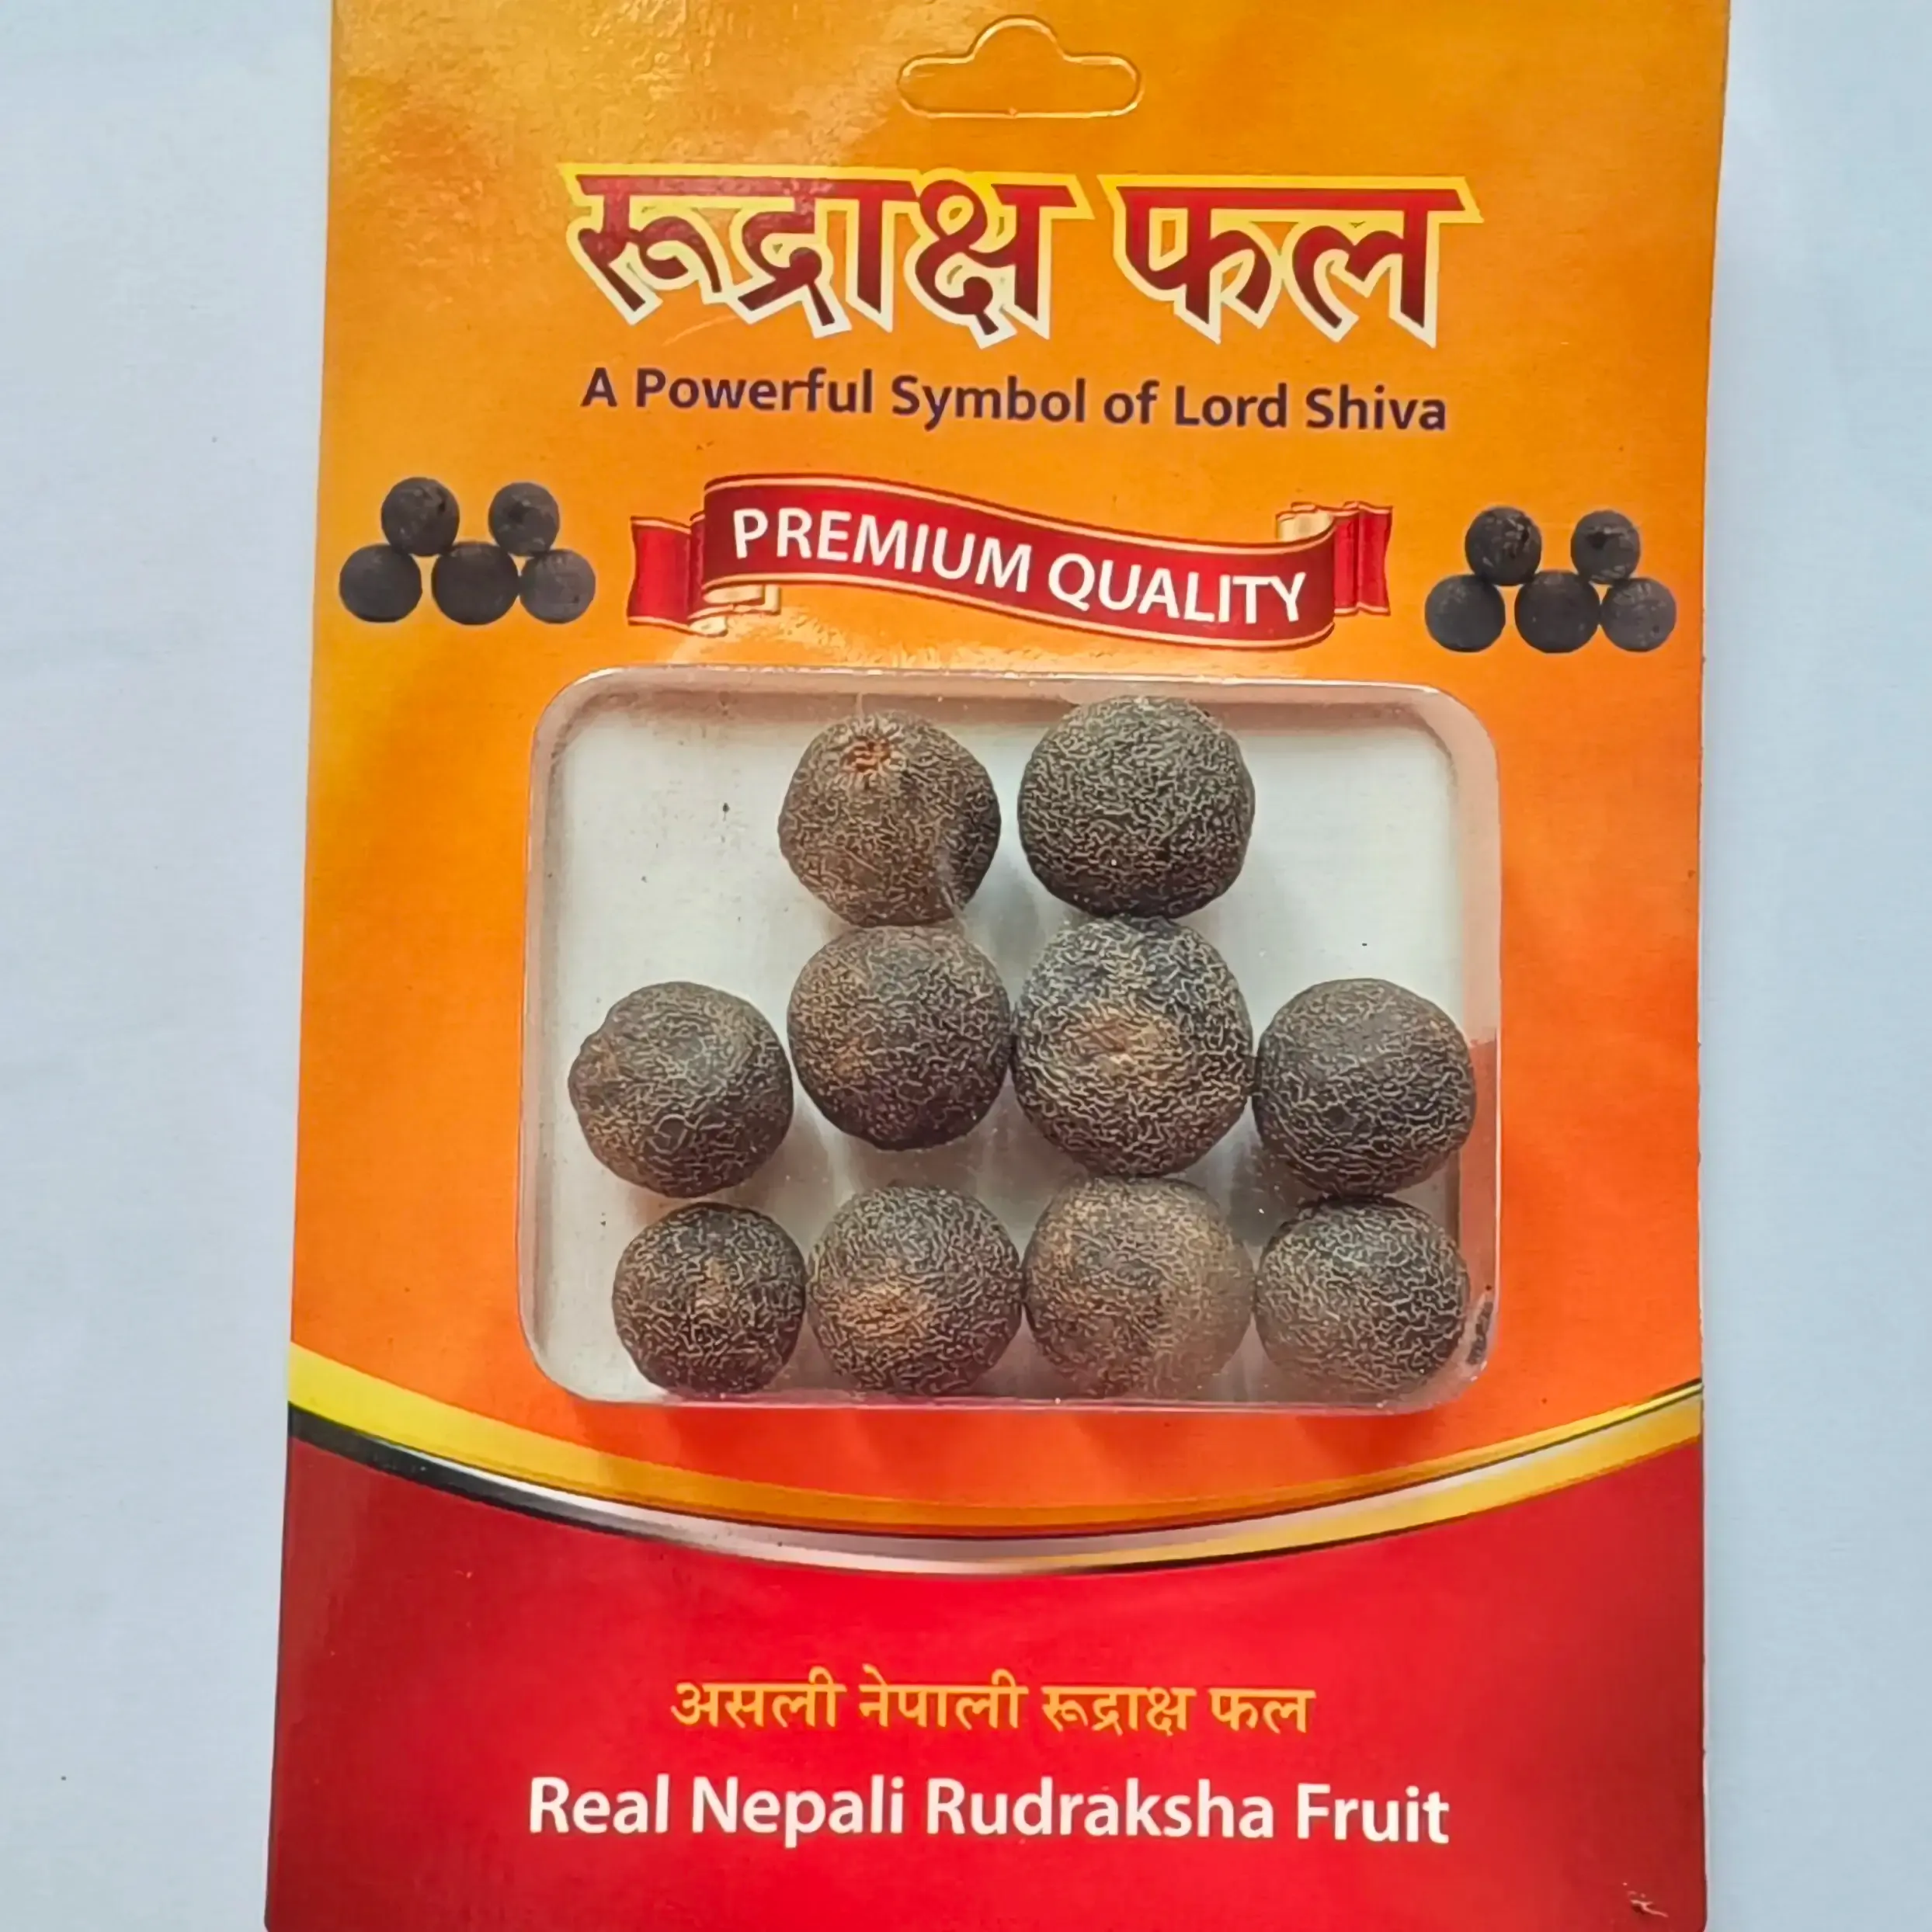 रूद्राक्ष फल
A Powerful Symbol of Lord Shiva
PREMIUM QUALITY
असली नेपाली रूद्राक्ष फल
Real Nepali Rudraksha Fruit